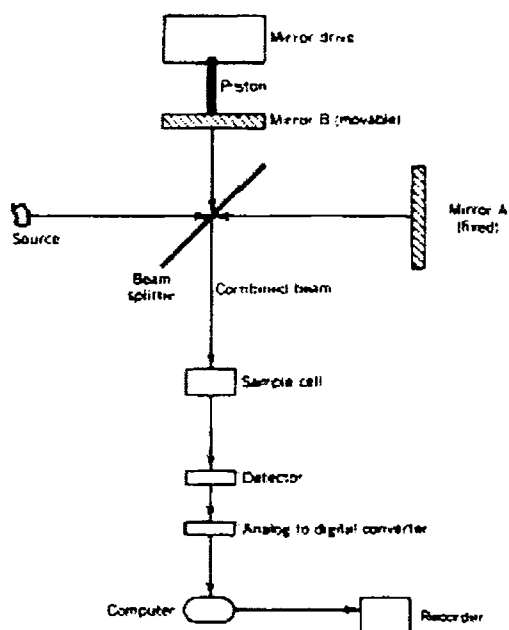 Mirror drive
Piston
Mirror B (movable)
Mirror A
(fixed)
Source
Beam
splitter
Combined beam
Sample cell
Detector
Analog to digital converter
Computer
Recorder